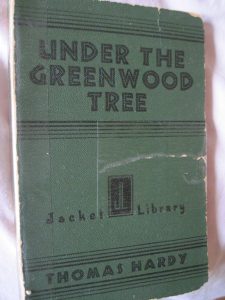 UNDER THE
GREENWOOD
TREE
J
Jacket Library
THOMAS HARDY